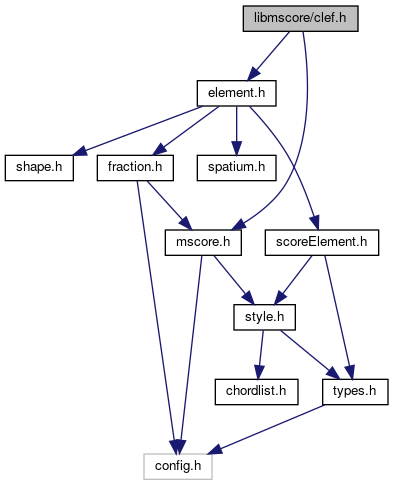 libmscore/clef.h
element.h
shape.h
fraction.h
spatium.h
mscore.h
scoreElement.h
style.h
chordlist.h
types.h
config.h